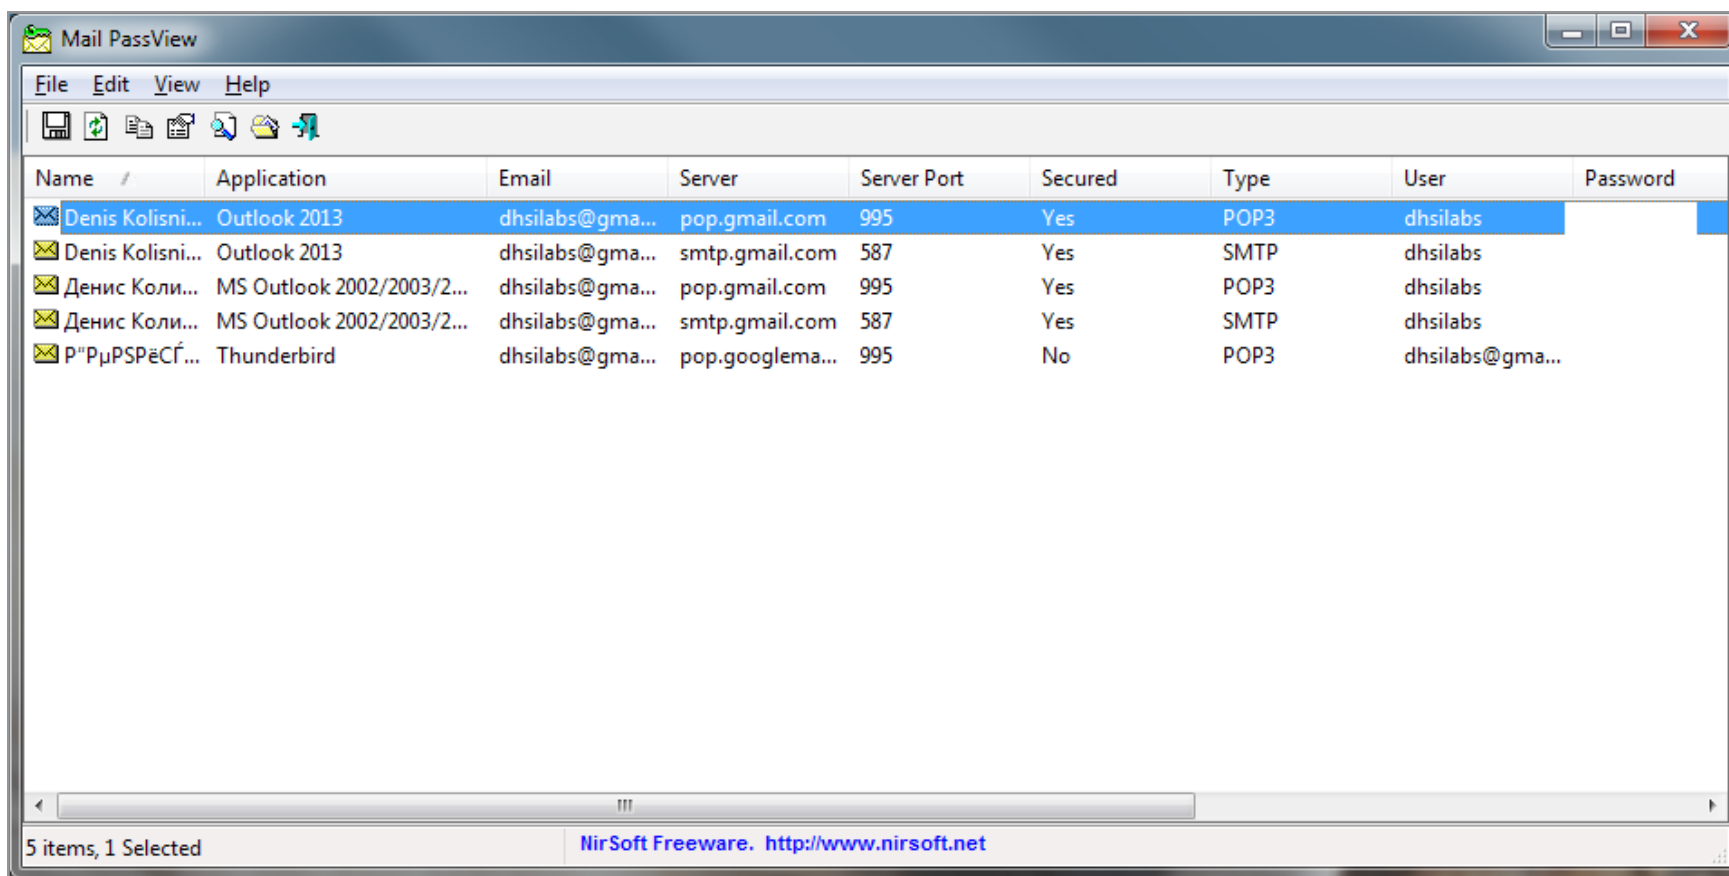 Mail PassView
File Edit View Help
Name Application Email Server Server Port Secured Type User Password
Denis Kolisni... Outlook 2013 dhsilabs@gma... pop.gmail.com 995 Yes POP3 dhsilabs
Denis Kolisni... Outlook 2013 dhsilabs@gma... smtp.gmail.com 587 Yes SMTP dhsilabs
Денис Коли... MS Outlook 2002/2003/2... dhsilabs@gma... pop.gmail.com 995 Yes POP3 dhsilabs
Денис Коли... MS Outlook 2002/2003/2... dhsilabs@gma... smtp.gmail.com 587 Yes SMTP dhsilabs
Р"РµРЅРёСЃ... Thunderbird dhsilabs@gma... pop.googlema... 995 No POP3 dhsilabs@gma...
5 items, 1 Selected NirSoft Freeware. http://www.nirsoft.net